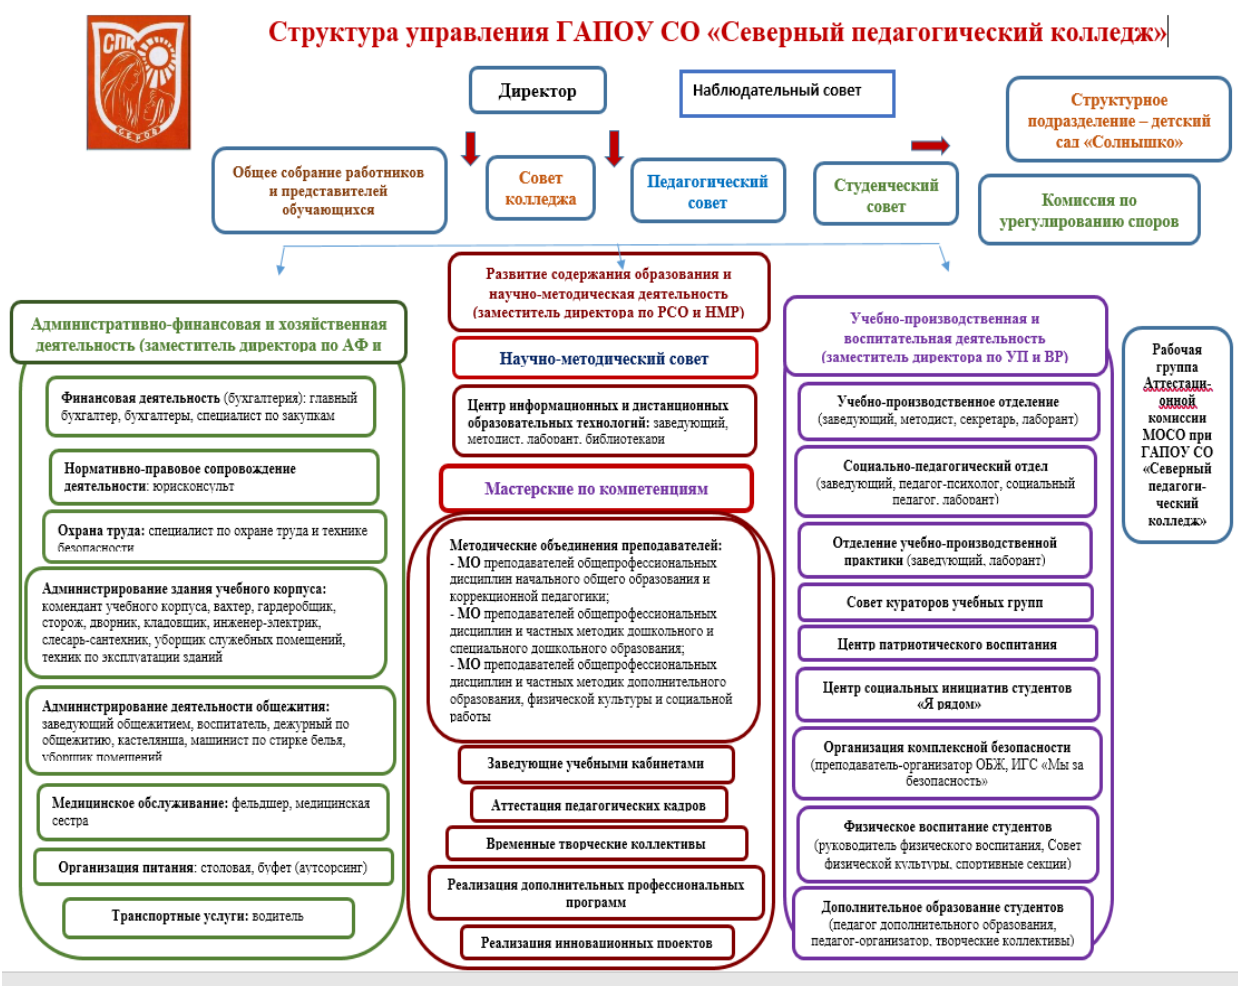 Структура управления ГАПОУ СО «Северный педагогический колледж»
СПК
СЕРОВ
Директор
Наблюдательный совет
Структурное
подразделение – детский
сад «Солнышко»
Общее собрание работников
и представителей
обучающихся
Совет
колледжа
Педагогический
совет
Студенческий
совет
Комиссия по
урегулированию споров
Административно-финансовая и хозяйственная
деятельность (заместитель директора по АФ и
Финансовая деятельность (бухгалтерия): главный
бухгалтер, бухгалтеры, специалист по закупкам
Нормативно-правовое сопровождение
деятельности: юрисконсульт
Охрана труда: специалист по охране труда и технике
безопасности
Администрирование здания учебного корпуса:
комендант учебного корпуса, вахтер, гардеробщик,
сторож, дворник, кладовщик, инженер-электрик,
слесарь-сантехник, уборщик служебных помещений,
техник по эксплуатации зданий
Администрирование деятельности общежития:
заведующий общежитием, воспитатель, дежурный по
общежитию, кастелянша, машинист по стирке белья,
уборщик помещений
Медицинское обслуживание: фельдшер, медицинская
сестра
Организация питания: столовая, буфет (аутсорсинг)
Транспортные услуги: водитель
Развитие содержания образования и
научно-методическая деятельность
(заместитель директора по РСО и НМР)
Научно-методический совет
Центр информационных и дистанционных
образовательных технологий: заведующий,
методист, лаборант, библиотекари
Мастерские по компетенциям
Методические объединения преподавателей:
- МО преподавателей общепрофессиональных
дисциплин начального общего образования и
коррекционной педагогики;
- МО преподавателей общепрофессиональных
дисциплин и частных методик дошкольного и
специального дошкольного образования;
- МО преподавателей общепрофессиональных
дисциплин и частных методик дополнительного
образования, физической культуры и социальной
работы
Заведующие учебными кабинетами
Аттестация педагогических кадров
Временные творческие коллективы
Реализация дополнительных профессиональных
программ
Реализация инновационных проектов
Учебно-производственная и
воспитательная деятельность
(заместитель директора по УП и ВР)
Учебно-производственное отделение
(заведующий, методист, секретарь, лаборант)
Социально-педагогический отдел
(заведующий, педагог-психолог, социальный
педагог, лаборант)
Отделение учебно-производственной
практики (заведующий, лаборант)
Совет кураторов учебных групп
Центр патриотического воспитания
Центр социальных инициатив студентов
«Я рядом»
Организация комплексной безопасности
(преподаватель-организатор ОБЖ, ИГС «Мы за
безопасность»
Физическое воспитание студентов
(руководитель физического воспитания, Совет
физической культуры, спортивные секции)
Дополнительное образование студентов
(педагог дополнительного образования,
педагог-организатор, творческие коллективы)
Рабочая
группа
Аттестаци-
онной
комиссии
МОСО при
ГАПОУ СО
«Северный
педагоги-
ческий
колледж»